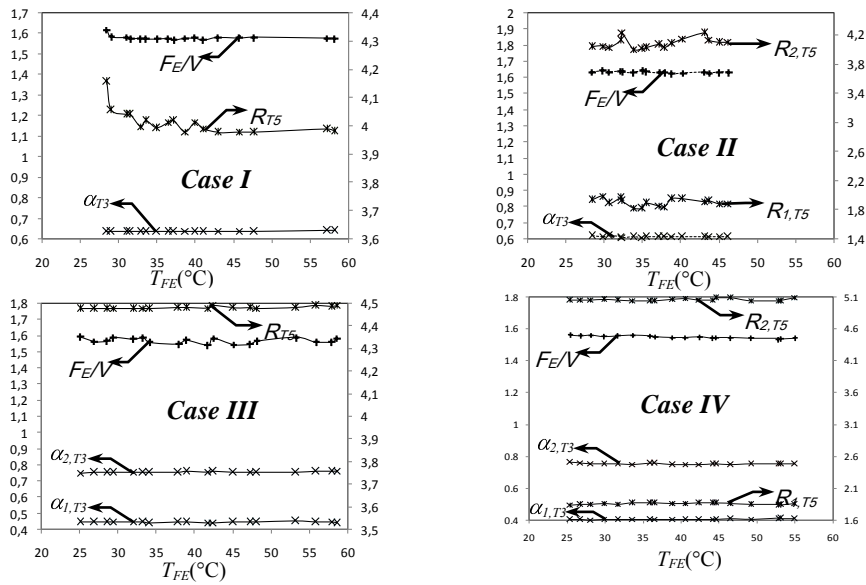 1,7
1,6
1,5
1,4
1,3
1,2
1,1
1
0,9
0,8
0,7
0,6
4,4
4,3
4,2
4,1
4
3,9
3,8
3,7
3,6
F_E/V
R_T5
Case I
α_T3
20 25 30 35 40 45 50 55 60
T_FE(°C)
2
1,9
1,8
1,7
1,6
1,5
1,4
1,3
1,2
1,1
1
0,9
0,8
0,7
0,6
4,2
3,6
1,9
1,4
R_2,T5
F_E/V
Case II
α_T3
R_1,T5
20 25 30 35 40 45 50 55 60
T_FE(°C)
1,8
1,7
1,6
1,5
1,4
1,3
1,2
1,1
1
0,9
0,8
0,7
0,6
0,5
0,4
4,5
4,4
4,3
4,2
4,1
4
3,9
3,8
3,7
3,6
3,5
R_T5
F_E/V
Case III
α_2,T3
α_1,T3
20 25 30 35 40 45 50 55 60
T_FE(°C)
1.8
1.6
1.4
1.2
1.0
0.8
0.6
0.4
5.1
4.6
4.1
3.6
3.1
2.6
2.1
1.6
R_2,T5
F_E/V
Case IV
α_2,T3
R_1,T5
α_1,T3
20 25 30 35 40 45 50 55 60
T_FE(°C)